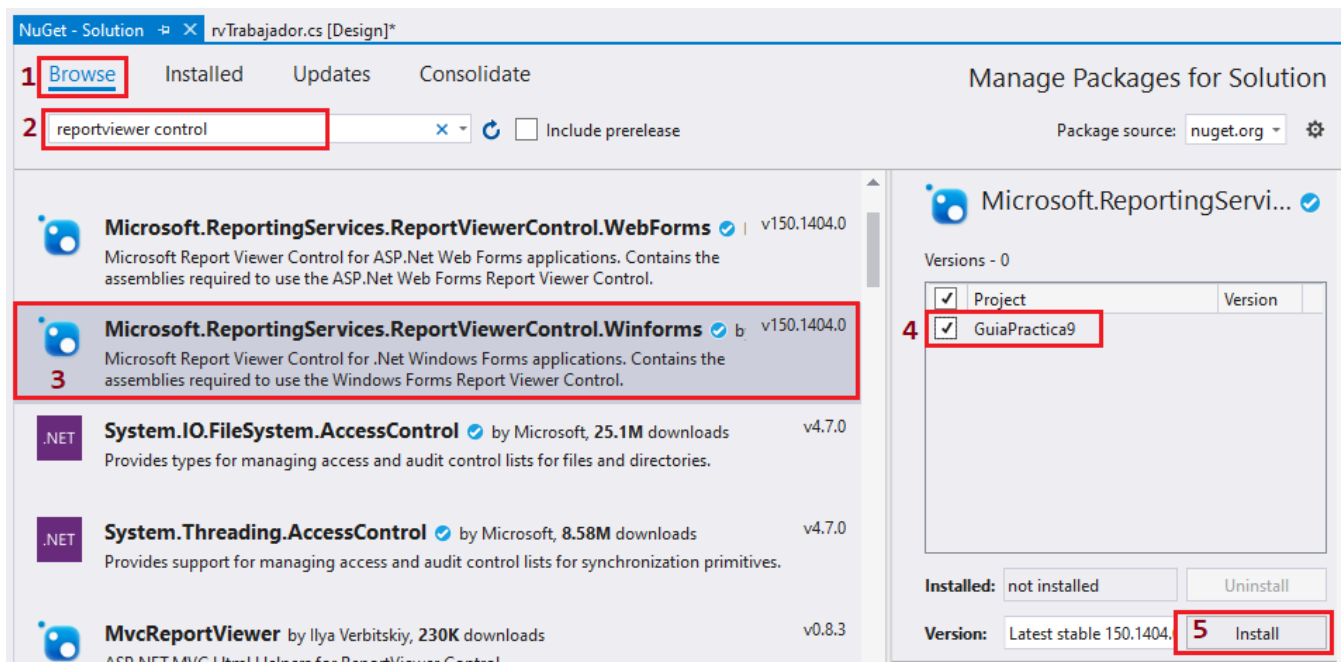 NuGet - Solution
rvTrabajador.cs [Design]*
1 Browse Installed Updates Consolidate
Manage Packages for Solution
2 reportviewer control
Include prerelease
Package source: nuget.org
Microsoft.ReportingServices.ReportViewerControl.WebForms v150.1404.0
Microsoft Report Viewer Control for ASP.Net Web Forms applications. Contains the
assemblies required to use the ASP.Net Web Forms Report Viewer Control.
Microsoft.ReportingServices.ReportViewerControl.Winforms b v150.1404.0
Microsoft Report Viewer Control for .Net Windows Forms applications. Contains the
3 assemblies required to use the Windows Forms Report Viewer Control.
.NET System.IO.FileSystem.AccessControl by Microsoft, 25.1M downloads v4.7.0
Provides types for managing access and audit control lists for files and directories.
.NET System.Threading.AccessControl by Microsoft, 8.58M downloads v4.7.0
Provides support for managing access and audit control lists for synchronization primitives.
MvcReportViewer by Ilya Verbitskiy, 230K downloads v0.8.3
ASP.NET MVC Html Helpers for ReportViewer Control
Microsoft.ReportingServi...
Versions - 0
Project Version
4 GuiaPractica9
Installed: not installed Uninstall
Version: Latest stable 150.1404. 5 Install